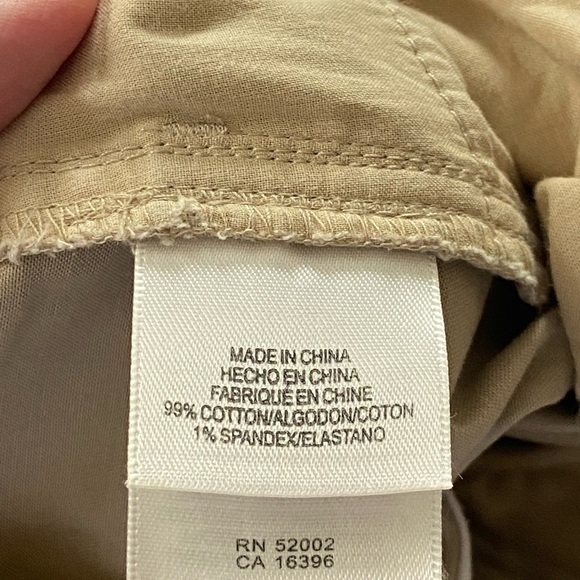 MADE IN CHINA
HECHO EN CHINA
FABRIQUÉ EN CHINE
99% COTTON/ALGODON/COTON
1% SPANDEX/ELASTANO
RN 52002
CA 16396